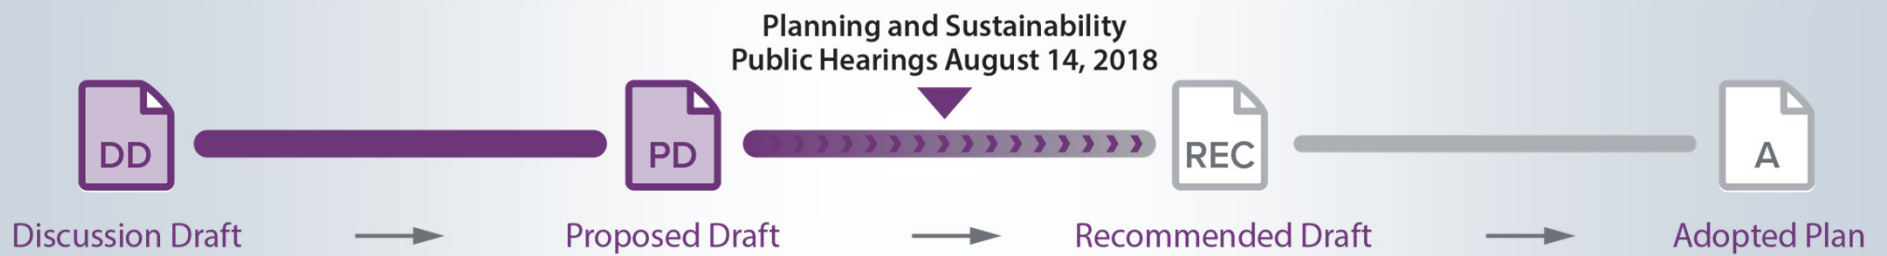 Planning and Sustainability
Public Hearings August 14, 2018
DD
PD
REC
A
Discussion Draft
Proposed Draft
Recommended Draft
Adopted Plan